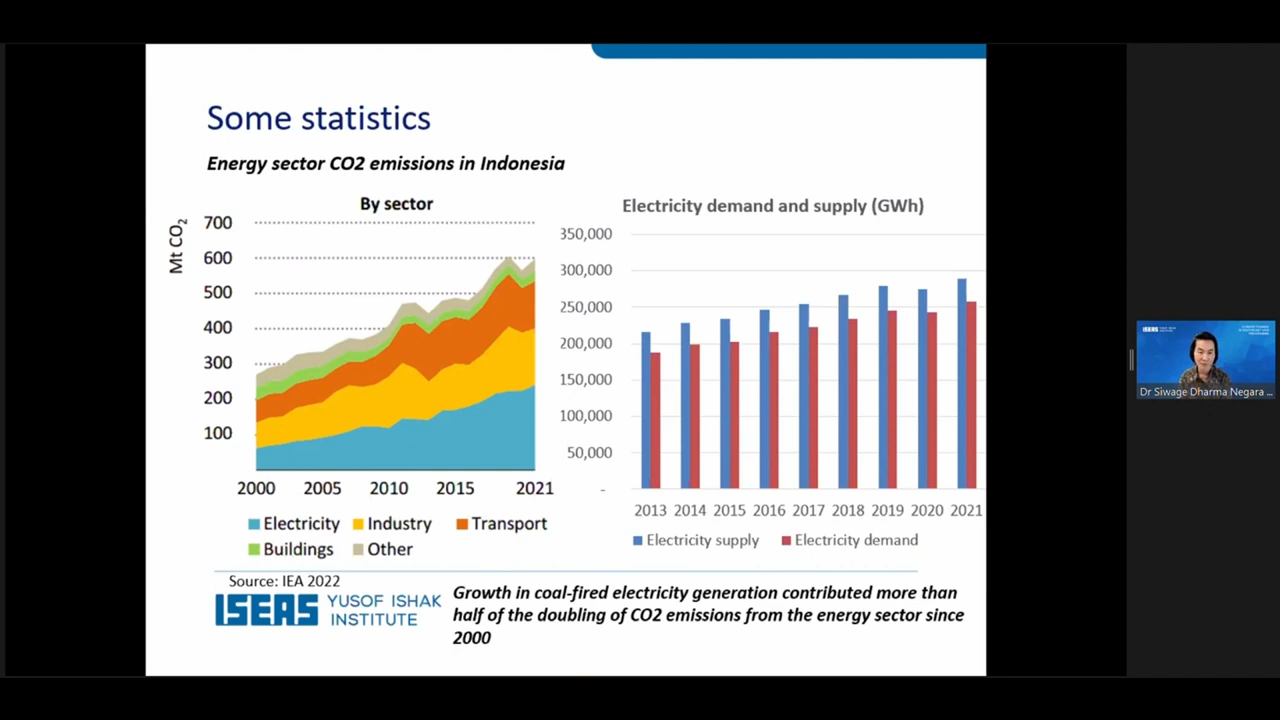 Some statistics
Energy sector CO2 emissions in Indonesia
By sector
Mt CO2
700
600
500
400
300
200
100
2000 2005 2010 2015 2021
Electricity Industry Transport
Buildings Other
Electricity demand and supply (GWh)
350,000
300,000
250,000
200,000
150,000
100,000
50,000
-
2013 2014 2015 2016 2017 2018 2019 2020 2021
Electricity supply Electricity demand
Source: IEA 2022
ISEAS YUSOF ISHAK
INSTITUTE
Growth in coal-fired electricity generation contributed more than
half of the doubling of CO2 emissions from the energy sector since
2000
ISEAS
Dr Siwage Dharma Negara ...